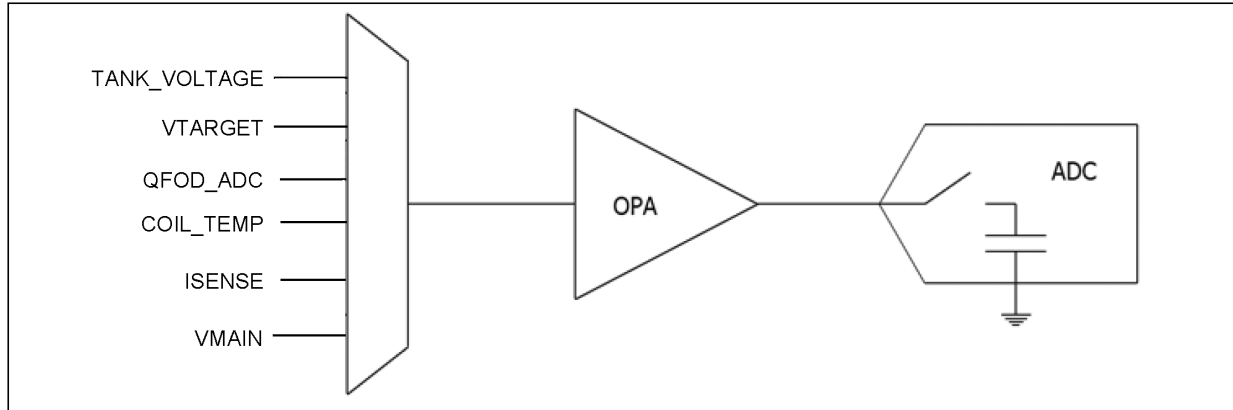 TANK_VOLTAGE
VTARGET
QFOD_ADC
COIL_TEMP
ISENSE
VMAIN
OPA
ADC